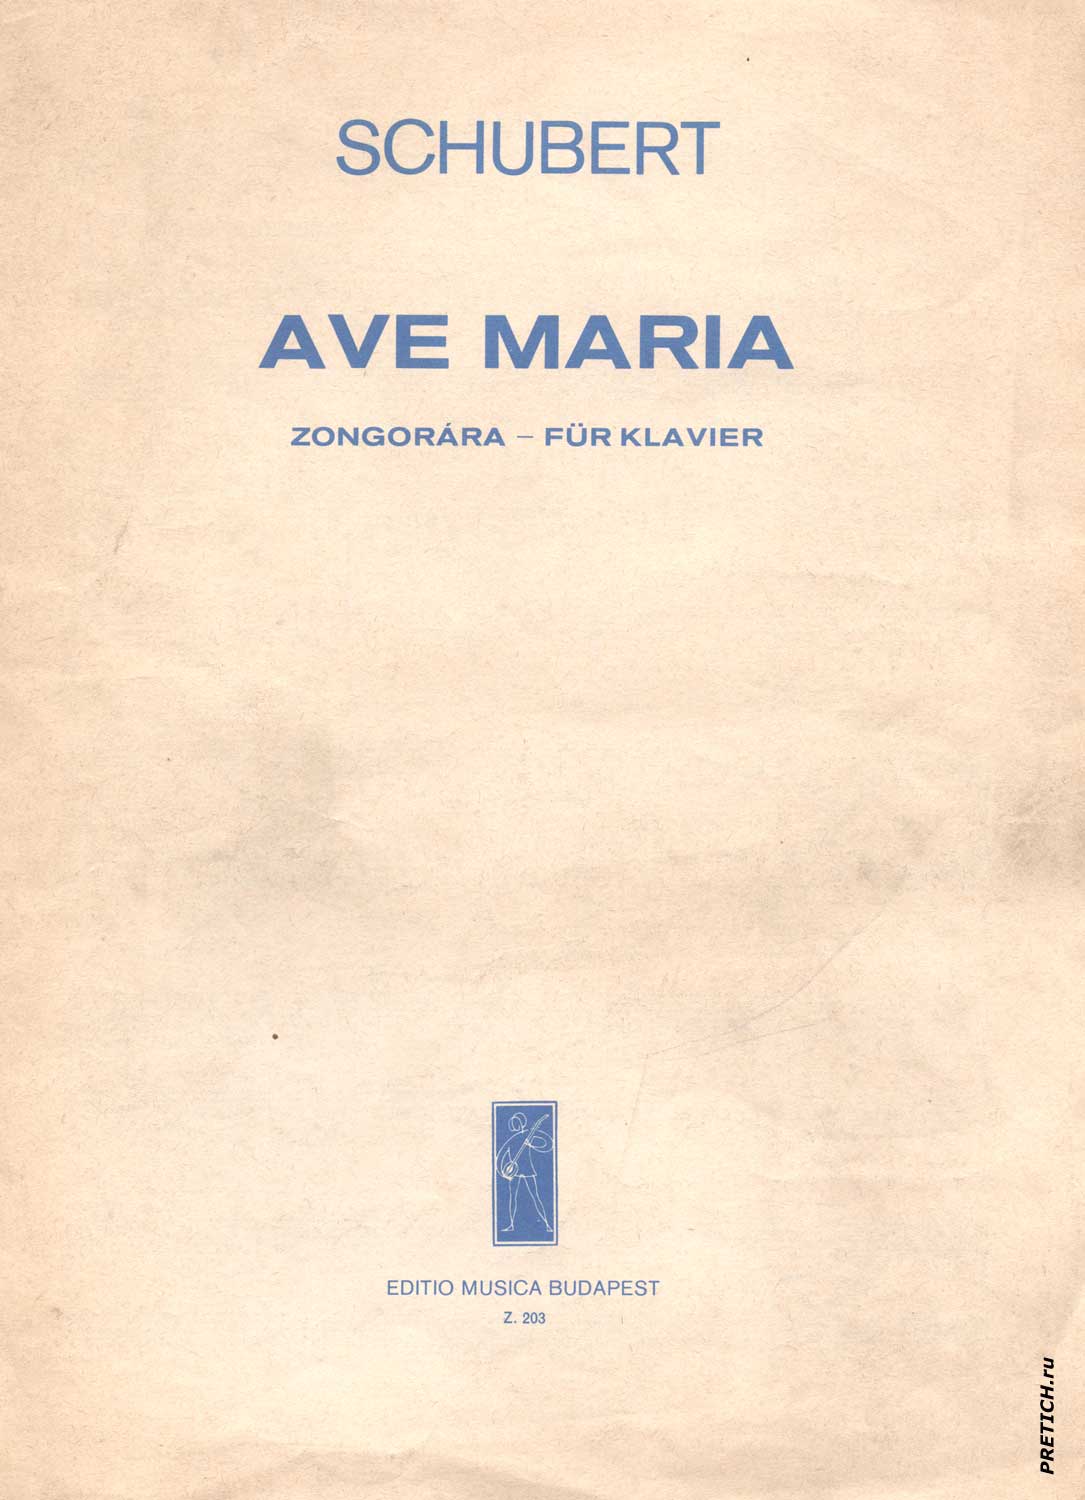 SCHUBERT
AVE MARIA
ZONGORÁRA – FÜR KLAVIER
EDITIO MUSICA BUDAPEST
Z. 203
PRETICH.ru